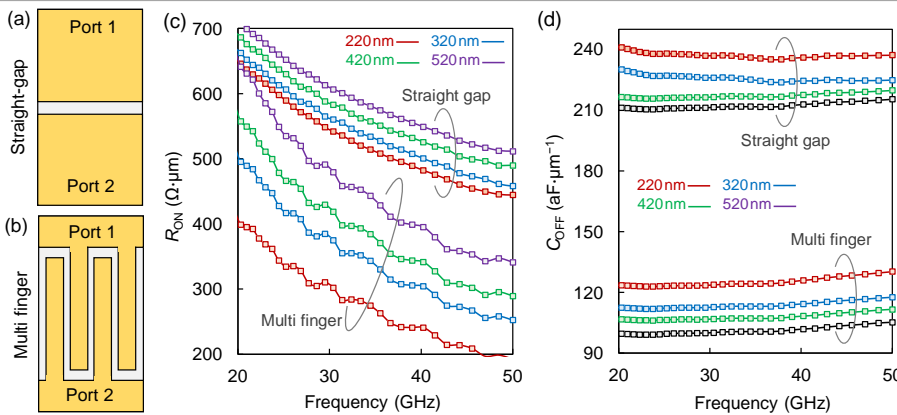 (a)
Port 1
Straight-gap
Port 2
(b)
Port 1
Multi finger
Port 2
(c)
700
600
500
400
300
200
R_ON (Ω·μm)
220 nm 320 nm
420 nm 520 nm
Straight gap
Multi finger
20 30 40 50
Frequency (GHz)
(d)
240
210
180
150
120
90
C_OFF (aF·μm⁻¹)
Straight gap
220 nm 320 nm
420 nm 520 nm
Multi finger
20 30 40 50
Frequency (GHz)